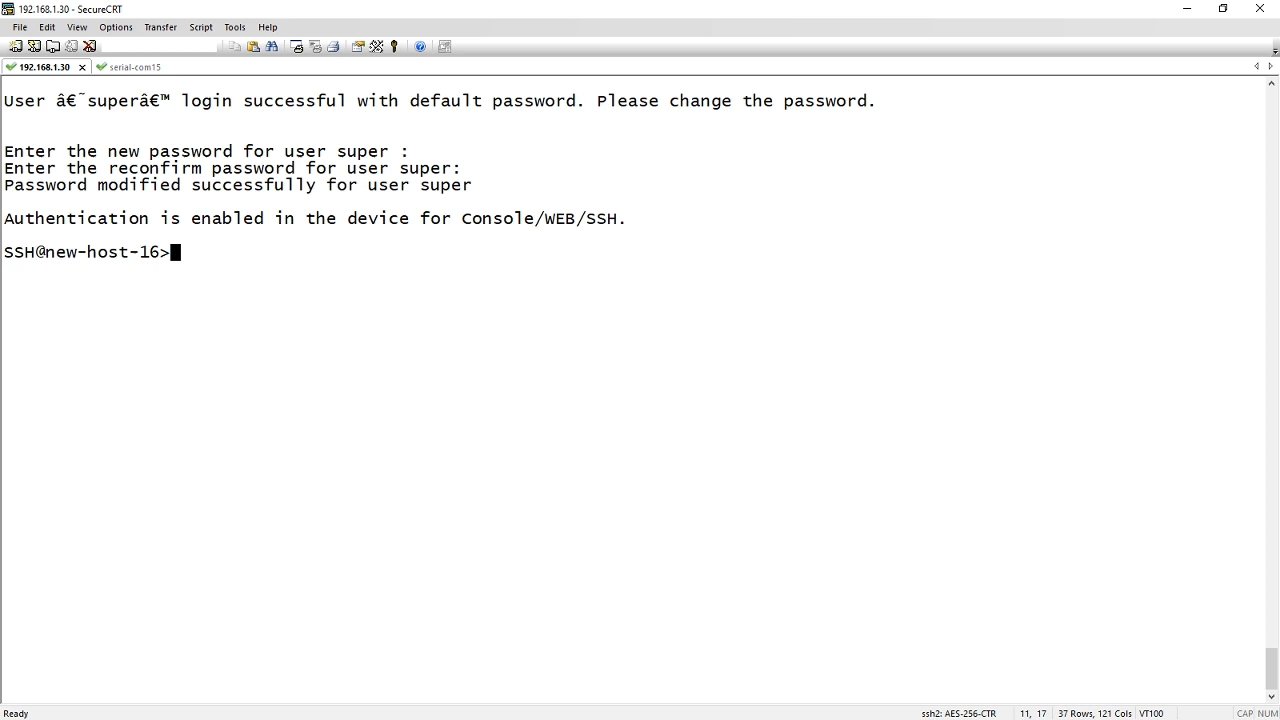 192.168.1.30 - SecureCRT
File Edit View Options Transfer Script Tools Help
192.168.1.30 serial-com15
User â€˜superâ€™ login successful with default password. Please change the password.
Enter the new password for user super :
Enter the reconfirm password for user super:
Password modified successfully for user super
Authentication is enabled in the device for Console/WEB/SSH.
SSH@new-host-16>
Ready ssh2: AES-256-CTR 11, 17 37 Rows, 121 Cols VT100 CAP NUM